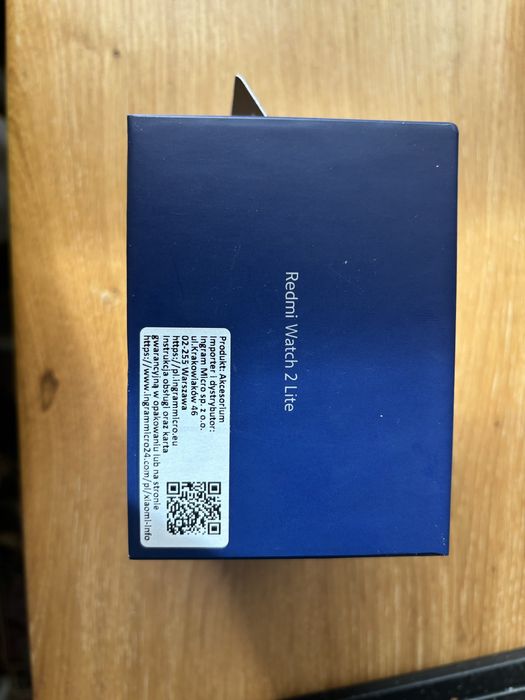 Redmi Watch 2 Lite
Produkt: Akcesorium
Importer i dystrybutor:
Ingram Micro sp. z o.o.
ul.Krakowiaków 46
02-255 Warszawa
https://pl.ingrammicro.eu
Instrukcja obsługi oraz karta
gwarancyjna w opakowaniu lub na stronie
https://www.ingrammicro24.com/pl/xiaomi-info